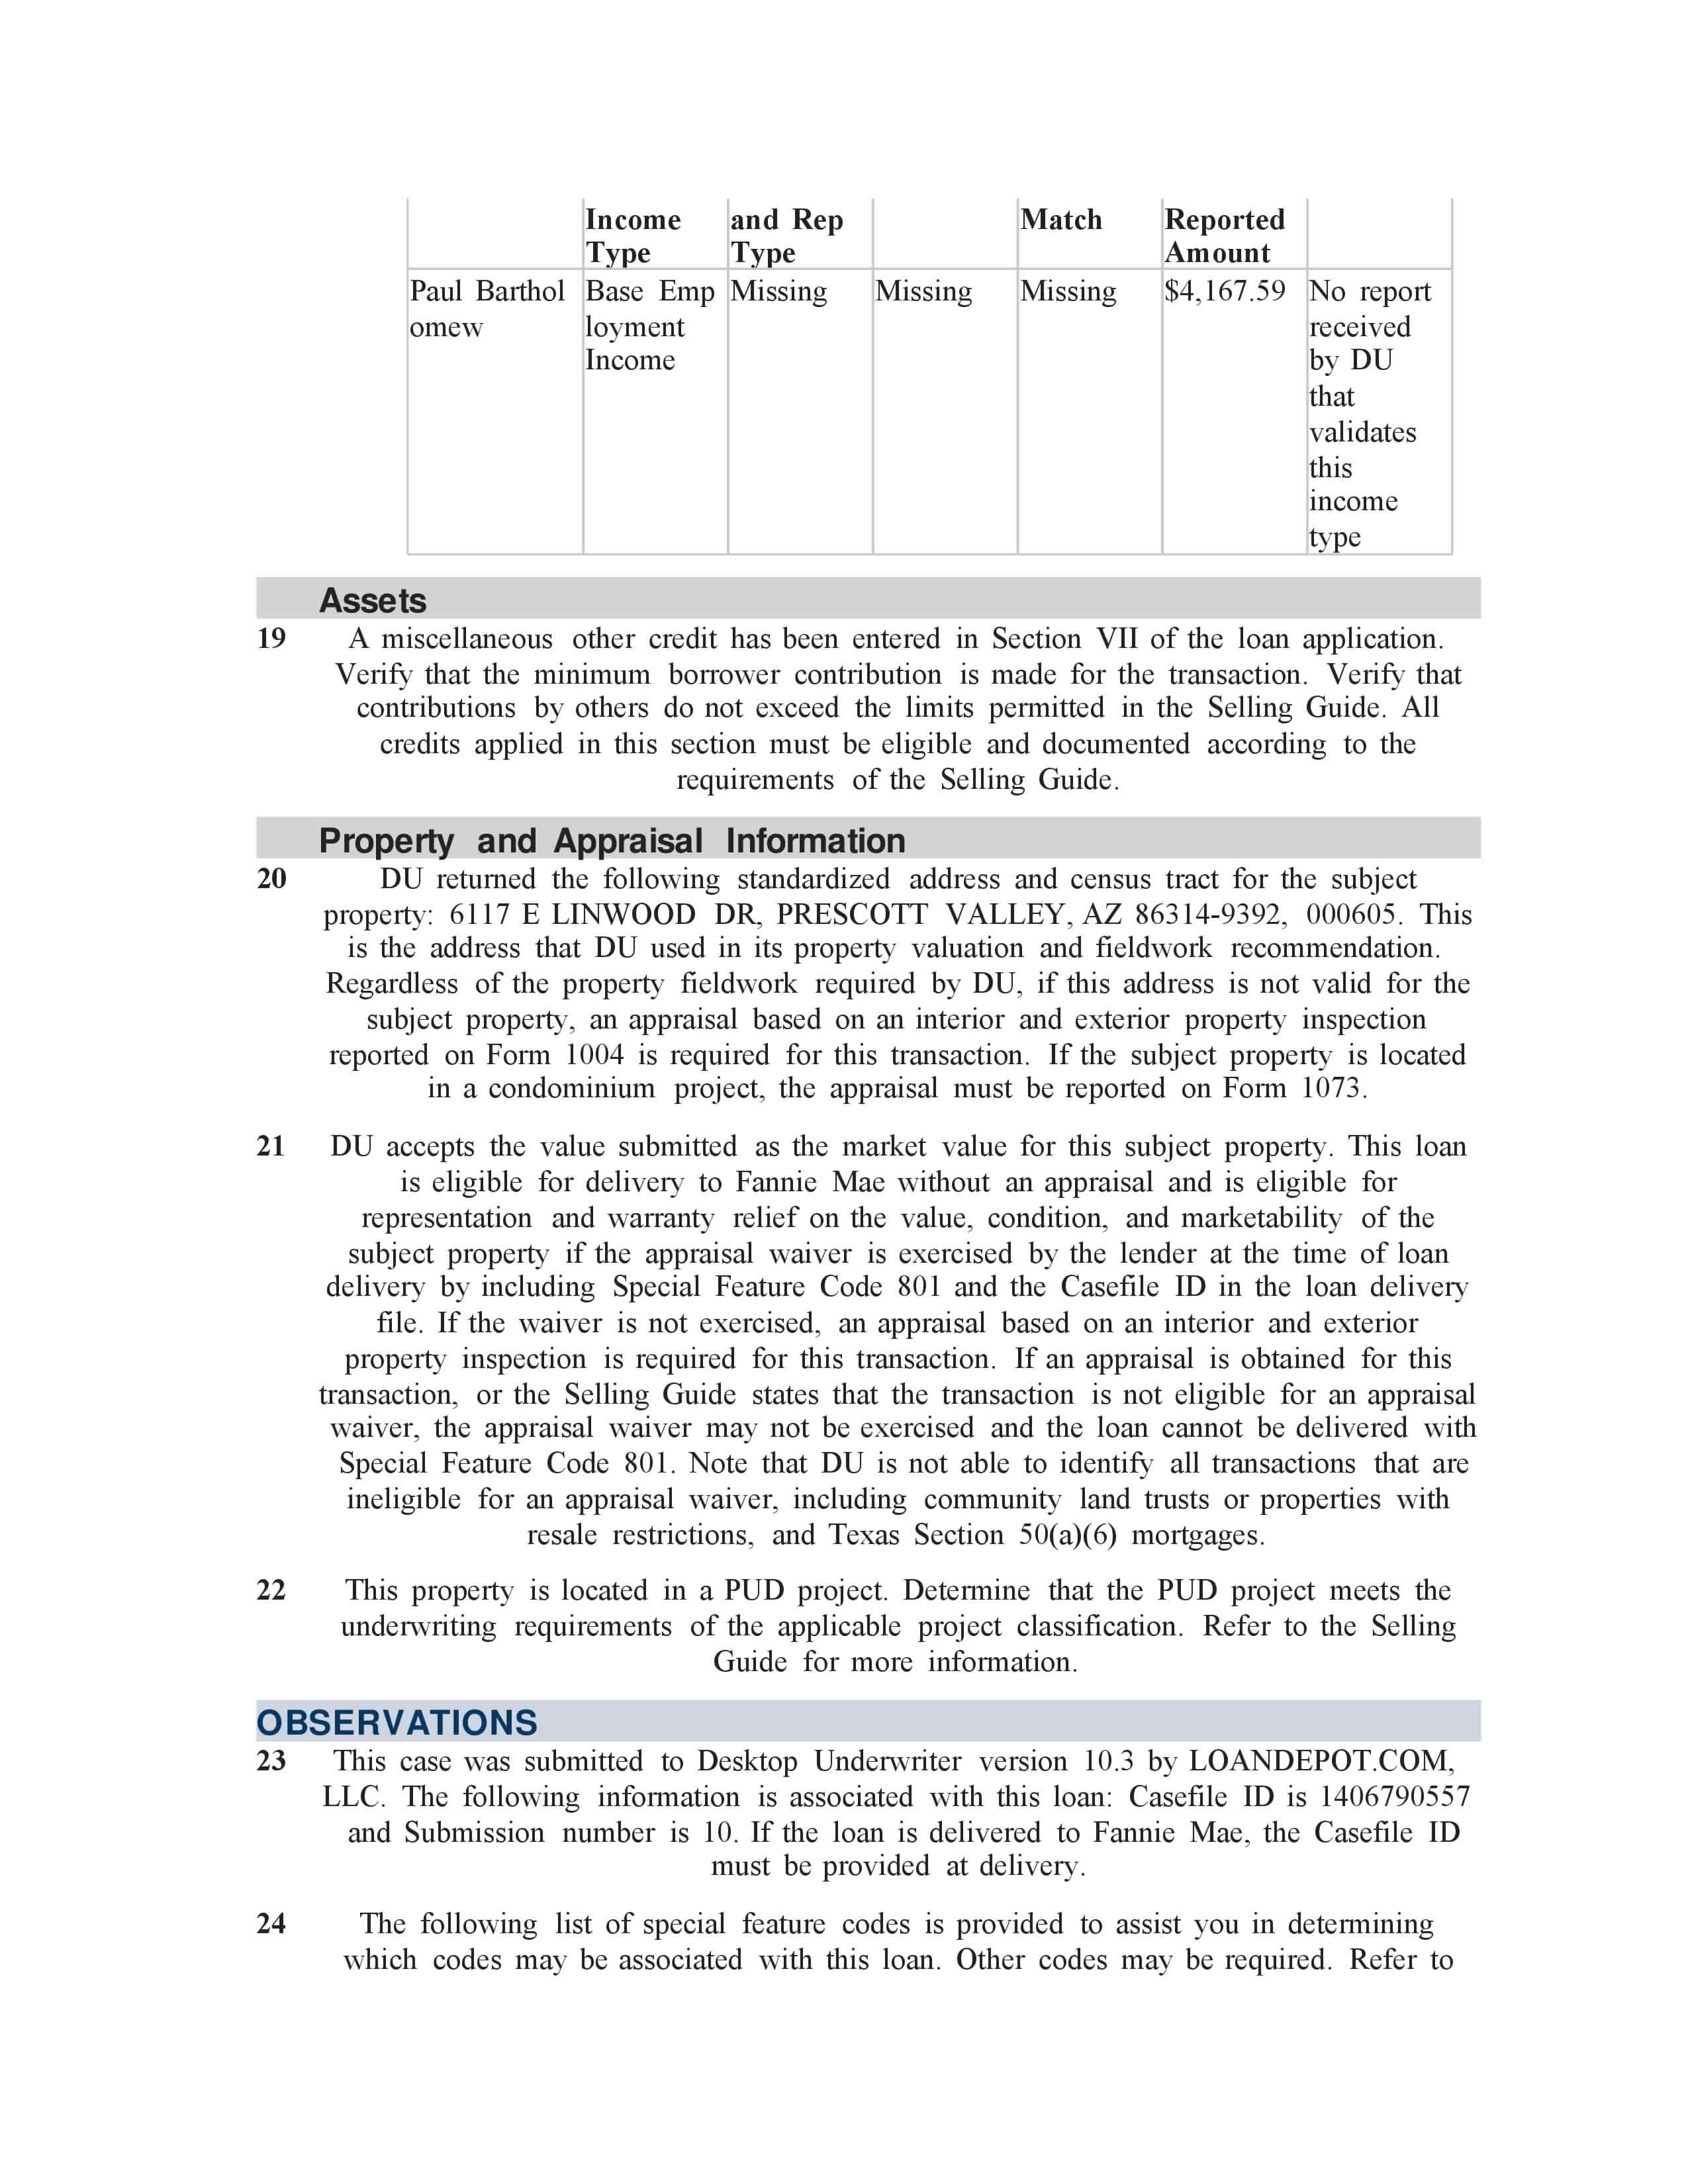 Income and Rep Match Reported
Type Type Amount
Paul Barthol Base Emp Missing Missing Missing $4,167.59 No report
omew loyment received
Income by DU
that
validates
this
income
type
Assets
19 A miscellaneous other credit has been entered in Section VII of the loan application.
Verify that the minimum borrower contribution is made for the transaction. Verify that
contributions by others do not exceed the limits permitted in the Selling Guide. All
credits applied in this section must be eligible and documented according to the
requirements of the Selling Guide.
Property and Appraisal Information
20 DU returned the following standardized address and census tract for the subject
property: 6117 E LINWOOD DR, PRESCOTT VALLEY, AZ 86314-9392, 000605. This
is the address that DU used in its property valuation and fieldwork recommendation.
Regardless of the property fieldwork required by DU, if this address is not valid for the
subject property, an appraisal based on an interior and exterior property inspection
reported on Form 1004 is required for this transaction. If the subject property is located
in a condominium project, the appraisal must be reported on Form 1073.
21 DU accepts the value submitted as the market value for this subject property. This loan
is eligible for delivery to Fannie Mae without an appraisal and is eligible for
representation and warranty relief on the value, condition, and marketability of the
subject property if the appraisal waiver is exercised by the lender at the time of loan
delivery by including Special Feature Code 801 and the Casefile ID in the loan delivery
file. If the waiver is not exercised, an appraisal based on an interior and exterior
property inspection is required for this transaction. If an appraisal is obtained for this
transaction, or the Selling Guide states that the transaction is not eligible for an appraisal
waiver, the appraisal waiver may not be exercised and the loan cannot be delivered with
Special Feature Code 801. Note that DU is not able to identify all transactions that are
ineligible for an appraisal waiver, including community land trusts or properties with
resale restrictions, and Texas Section 50(a)(6) mortgages.
22 This property is located in a PUD project. Determine that the PUD project meets the
underwriting requirements of the applicable project classification. Refer to the Selling
Guide for more information.
OBSERVATIONS
23 This case was submitted to Desktop Underwriter version 10.3 by LOANDEPOT.COM,
LLC. The following information is associated with this loan: Casefile ID is 1406790557
and Submission number is 10. If the loan is delivered to Fannie Mae, the Casefile ID
must be provided at delivery.
24 The following list of special feature codes is provided to assist you in determining
which codes may be associated with this loan. Other codes may be required. Refer to